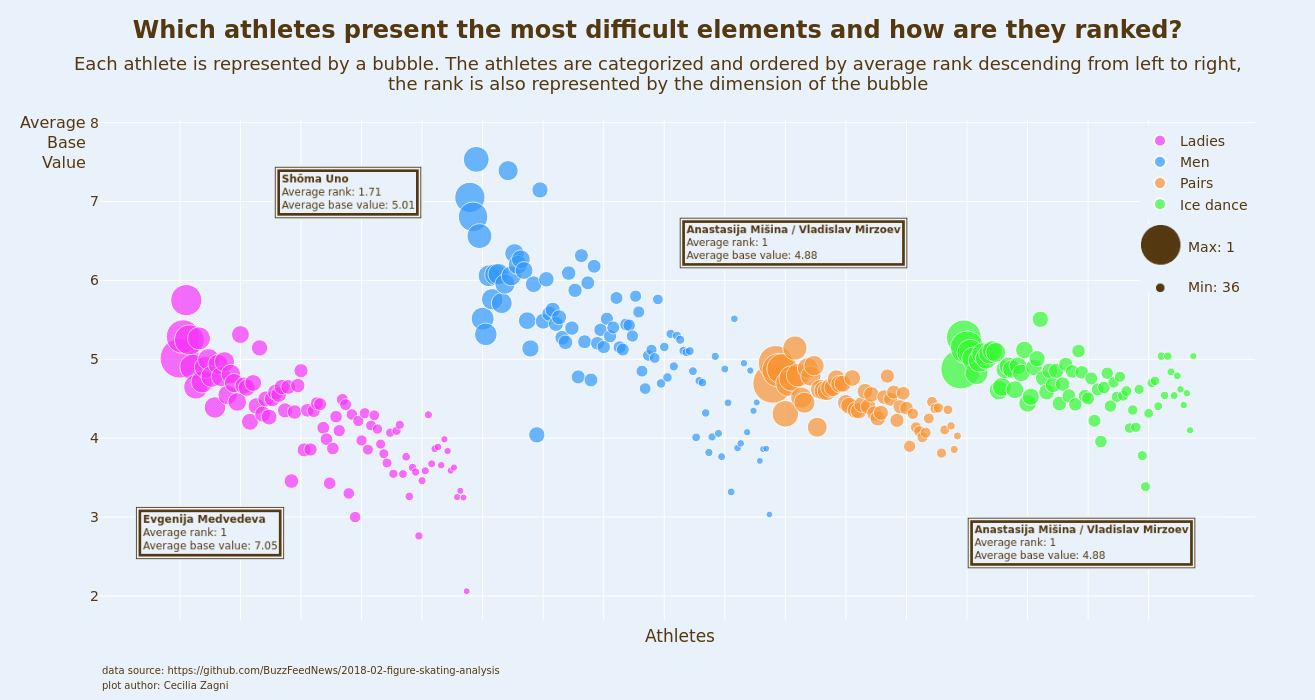 Which athletes present the most difficult elements and how are they ranked?
Each athlete is represented by a bubble. The athletes are categorized and ordered by average rank descending from left to right,
the rank is also represented by the dimension of the bubble
Average
Base
Value
8
7
6
5
4
3
2
Shōma Uno
Average rank: 1.71
Average base value: 5.01
Anastasija Mišina / Vladislav Mirzoev
Average rank: 1
Average base value: 4.88
Ladies
Men
Pairs
Ice dance
Max: 1
Min: 36
Evgenija Medvedeva
Average rank: 1
Average base value: 7.05
Anastasija Mišina / Vladislav Mirzoev
Average rank: 1
Average base value: 4.88
Athletes
data source: https://github.com/BuzzFeedNews/2018-02-figure-skating-analysis
plot author: Cecilia Zagni